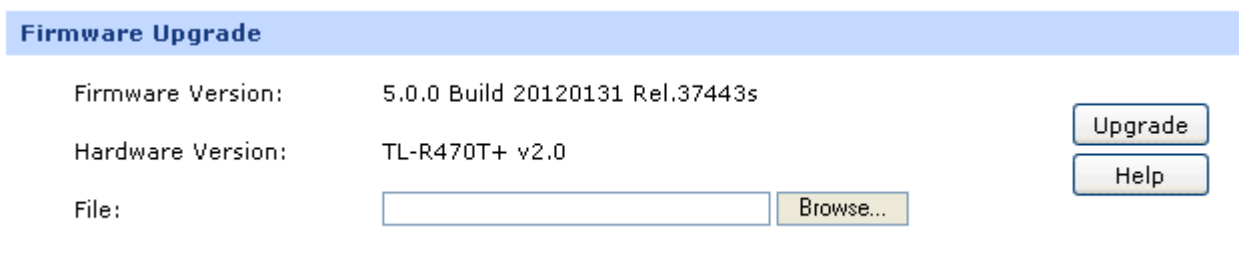 Firmware Upgrade
Firmware Version: 5.0.0 Build 20120131 Rel.37443s
Upgrade
Hardware Version: TL-R470T+ v2.0
Help
File: Browse...